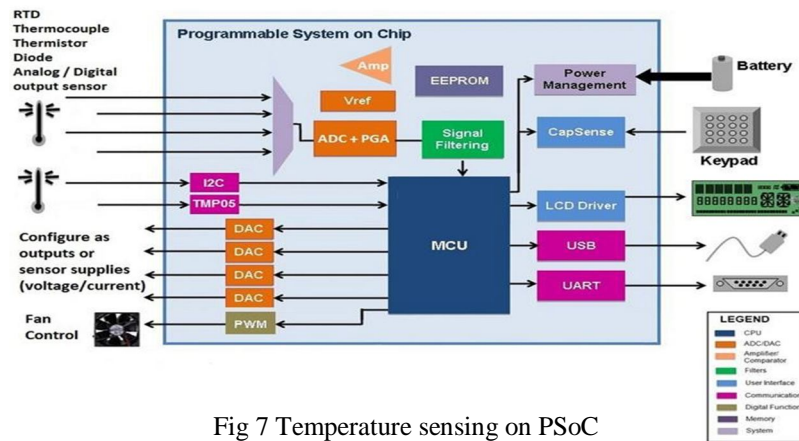 RTD
Thermocouple
Thermistor
Diode
Analog / Digital
output sensor
Programmable System on Chip
Amp
EEPROM
Power
Management
Battery
Vref
ADC + PGA
Signal
Filtering
CapSense
Keypad
I2C
TMP05
MCU
LCD Driver
DAC
DAC
DAC
DAC
PWM
USB
UART
Configure as
outputs or
sensor supplies
(voltage/current)
Fan
Control
LEGEND
CPU
ADC/DAC
Amplifier/
Comparator
Filters
User Interface
Communication
Digital Function
Memory
System
Fig 7 Temperature sensing on PSoC